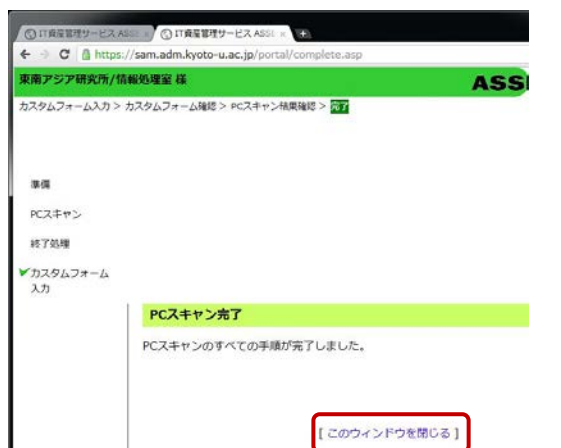 IT資産管理サービス ASSE
IT資産管理サービス ASSE
https://sam.adm.kyoto-u.ac.jp/portal/complete.asp
東南アジア研究所/情報処理室 様
ASS
カスタムフォーム入力 > カスタムフォーム確認 > PCスキャン結果確認 > 完了
準備
PCスキャン
終了処理
カスタムフォーム
入力
PCスキャン完了
PCスキャンのすべての手順が完了しました。
[ このウィンドウを閉じる ]